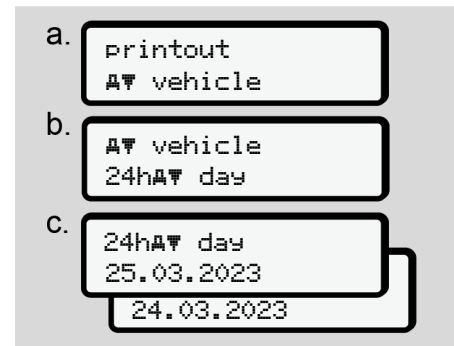 a.
printout
vehicle
b.
vehicle
24h day
c.
24h day
25.03.2023
24.03.2023